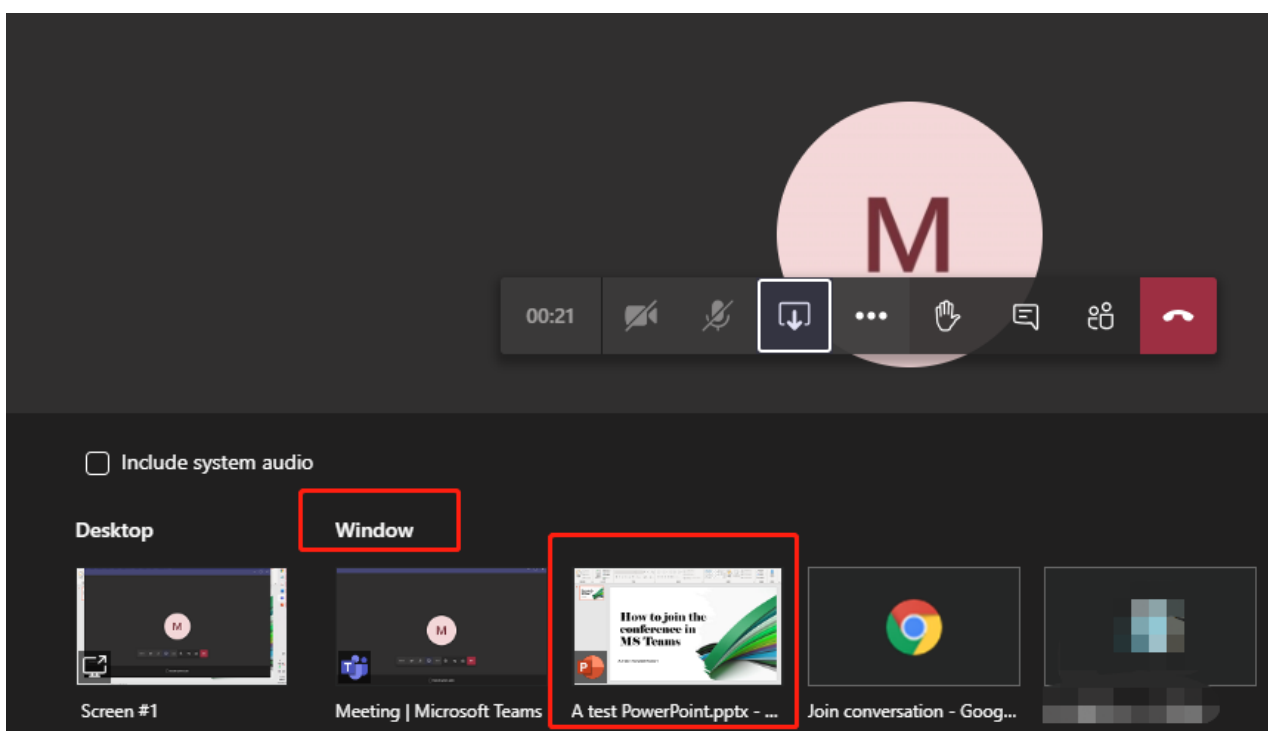 M
00:21
Include system audio
Desktop
Window
M
M
How to join the
conference in
MS Teams
Screen #1
Meeting | Microsoft Teams
A test PowerPoint.pptx - ...
Join conversation - Goog...